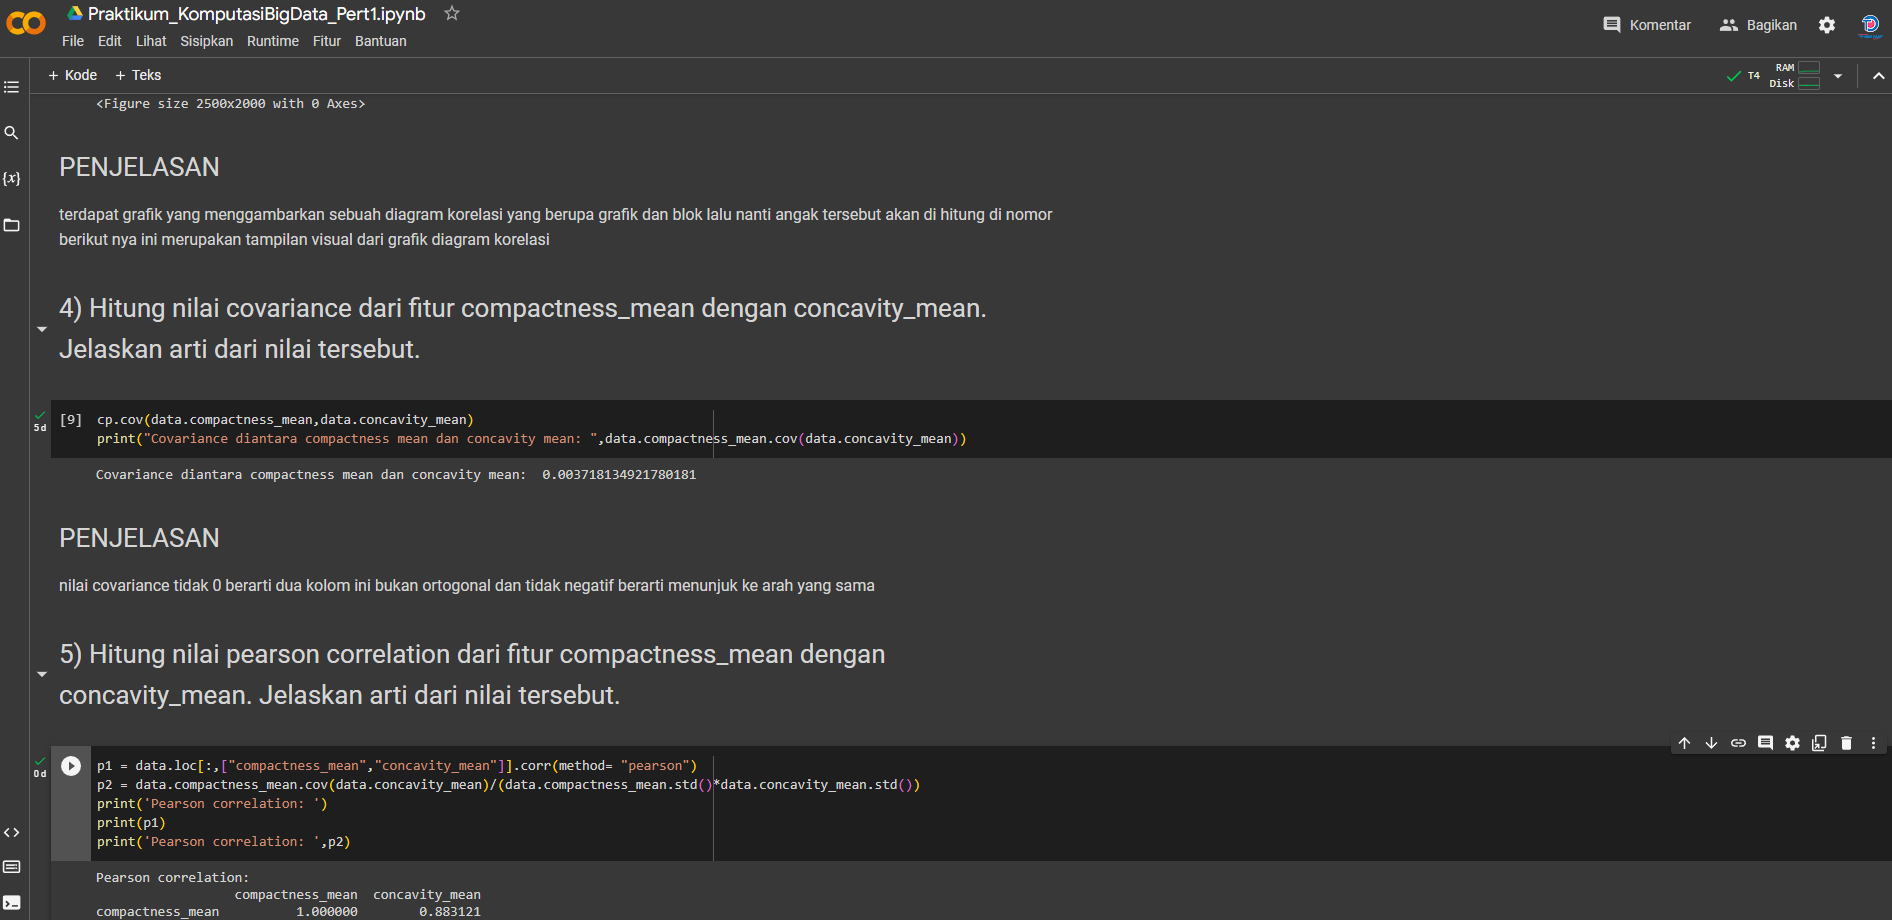 Praktikum_KomputasiBigData_Pert1.ipynb
File Edit Lihat Sisipkan Runtime Fitur Bantuan
Komentar Bagikan
+ Kode + Teks
T4 RAM
Disk
<Figure size 2500x2000 with 0 Axes>
PENJELASAN
terdapat grafik yang menggambarkan sebuah diagram korelasi yang berupa grafik dan blok lalu nanti angak tersebut akan di hitung di nomor
berikut nya ini merupakan tampilan visual dari grafik diagram korelasi
4) Hitung nilai covariance dari fitur compactness_mean dengan concavity_mean.
Jelaskan arti dari nilai tersebut.
5d
[9] cp.cov(data.compactness_mean,data.concavity_mean)
print("Covariance diantara compactness mean dan concavity mean: ",data.compactness_mean.cov(data.concavity_mean))
Covariance diantara compactness mean dan concavity mean:  0.003718134921780181
PENJELASAN
nilai covariance tidak 0 berarti dua kolom ini bukan ortogonal dan tidak negatif berarti menunjuk ke arah yang sama
5) Hitung nilai pearson correlation dari fitur compactness_mean dengan
concavity_mean. Jelaskan arti dari nilai tersebut.
0d
p1 = data.loc[:,["compactness_mean","concavity_mean"]].corr(method= "pearson")
p2 = data.compactness_mean.cov(data.concavity_mean)/(data.compactness_mean.std()*data.concavity_mean.std())
print('Pearson correlation: ')
print(p1)
print('Pearson correlation: ',p2)
Pearson correlation:
compactness_mean concavity_mean
compactness_mean 1.000000 0.883121